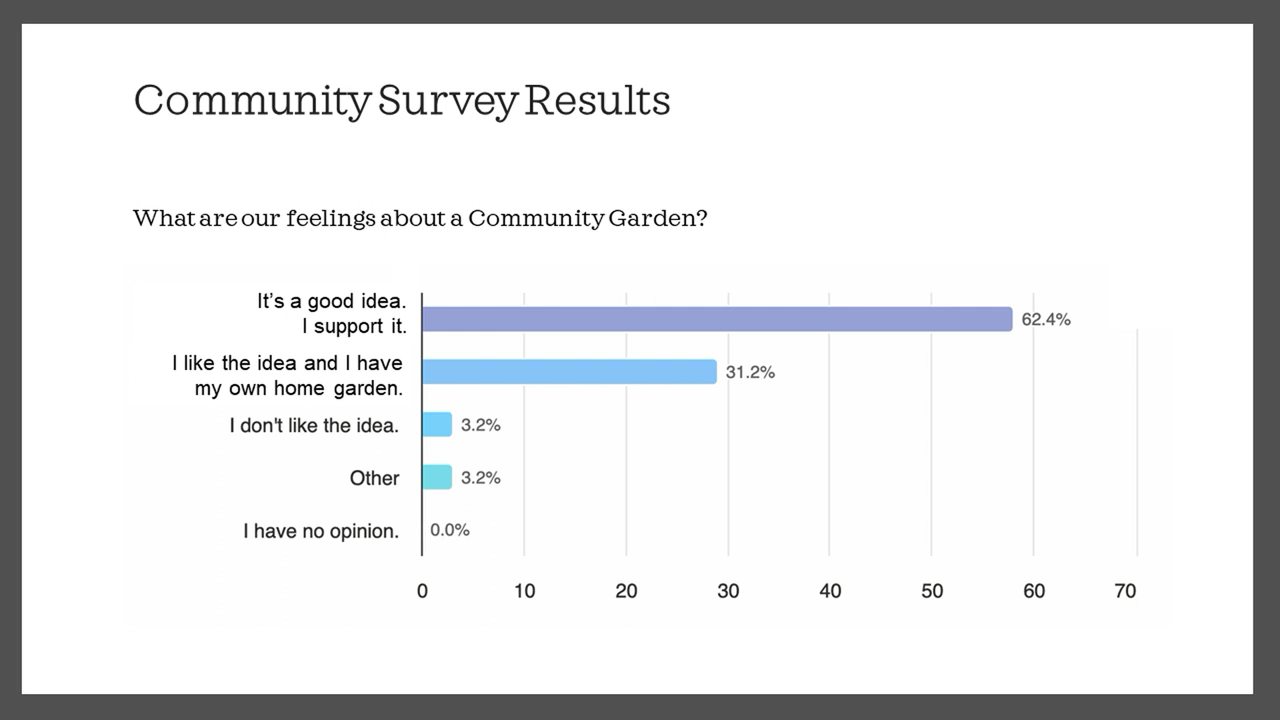 Community Survey Results
What are our feelings about a Community Garden?
It’s a good idea.
I support it.
62.4%
I like the idea and I have
my own home garden.
31.2%
I don't like the idea.
3.2%
Other
3.2%
I have no opinion.
0.0%
0 10 20 30 40 50 60 70